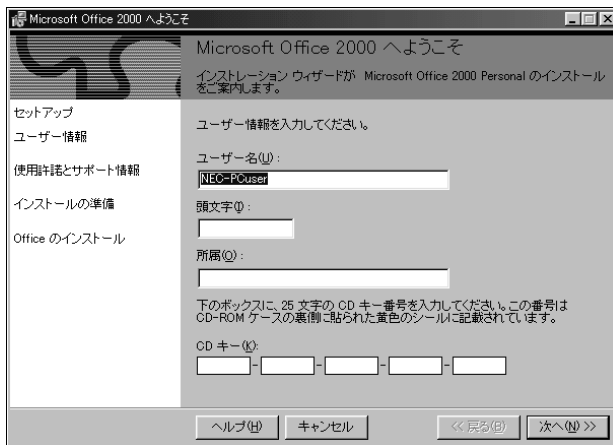 Microsoft Office 2000 へようこそ
Microsoft Office 2000 へようこそ
インストレーション ウィザードが Microsoft Office 2000 Personal のインストール
をご案内します。
セットアップ
ユーザー情報
使用許諾とサポート情報
インストールの準備
Office のインストール
ユーザー情報を入力してください。
ユーザー名(U):
NEC-PCuser
頭文字(I):
所属(O):
下のボックスに、25 文字の CD キー番号を入力してください。この番号は
CD-ROM ケースの裏側に貼られた黄色のシールに記載されています。
CD キー(K):
- - - -
ヘルプ(H)
キャンセル
<< 戻る(B)
次へ(N) >>